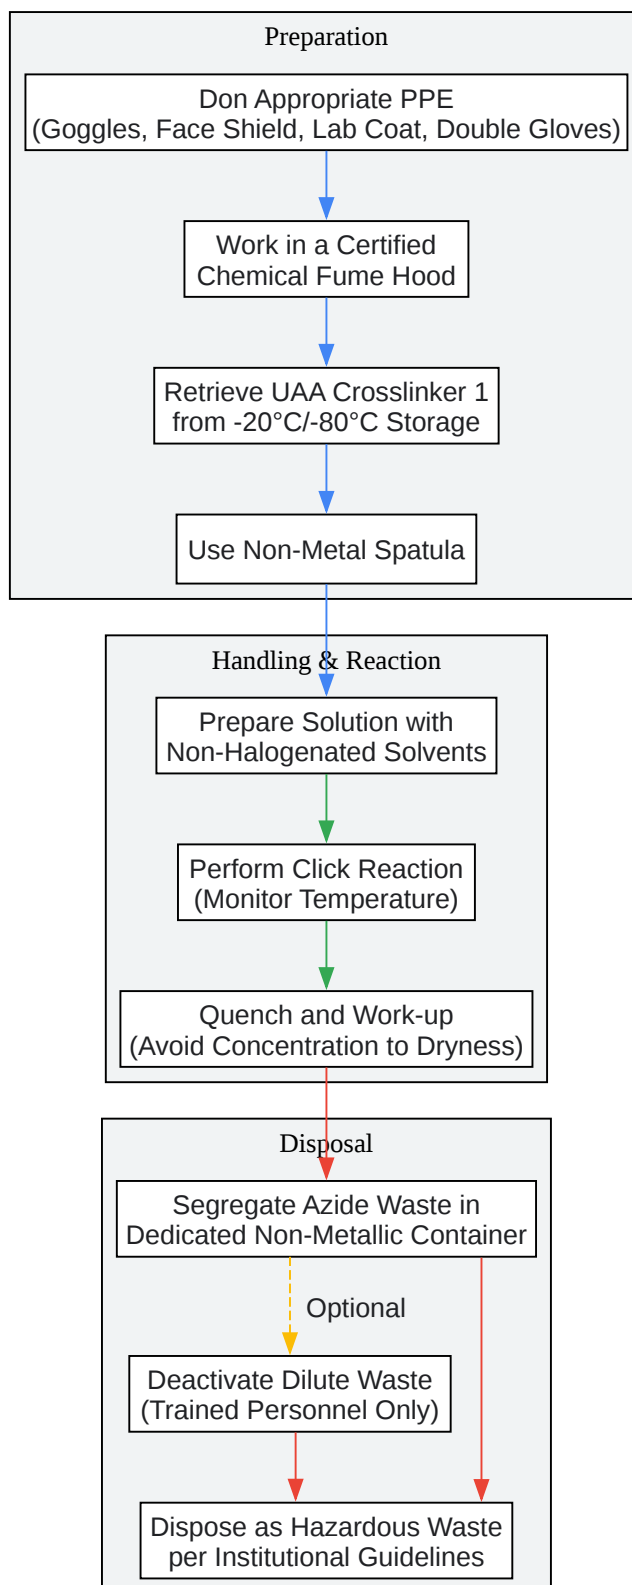 Preparation
Don Appropriate PPE
(Goggles, Face Shield, Lab Coat, Double Gloves)
Work in a Certified
Chemical Fume Hood
Retrieve UAA Crosslinker 1
from -20°C/-80°C Storage
Use Non-Metal Spatula
Handling & Reaction
Prepare Solution with
Non-Halogenated Solvents
Perform Click Reaction
(Monitor Temperature)
Quench and Work-up
(Avoid Concentration to Dryness)
Disposal
Segregate Azide Waste in
Dedicated Non-Metallic Container
Optional
Deactivate Dilute Waste
(Trained Personnel Only)
Dispose as Hazardous Waste
per Institutional Guidelines